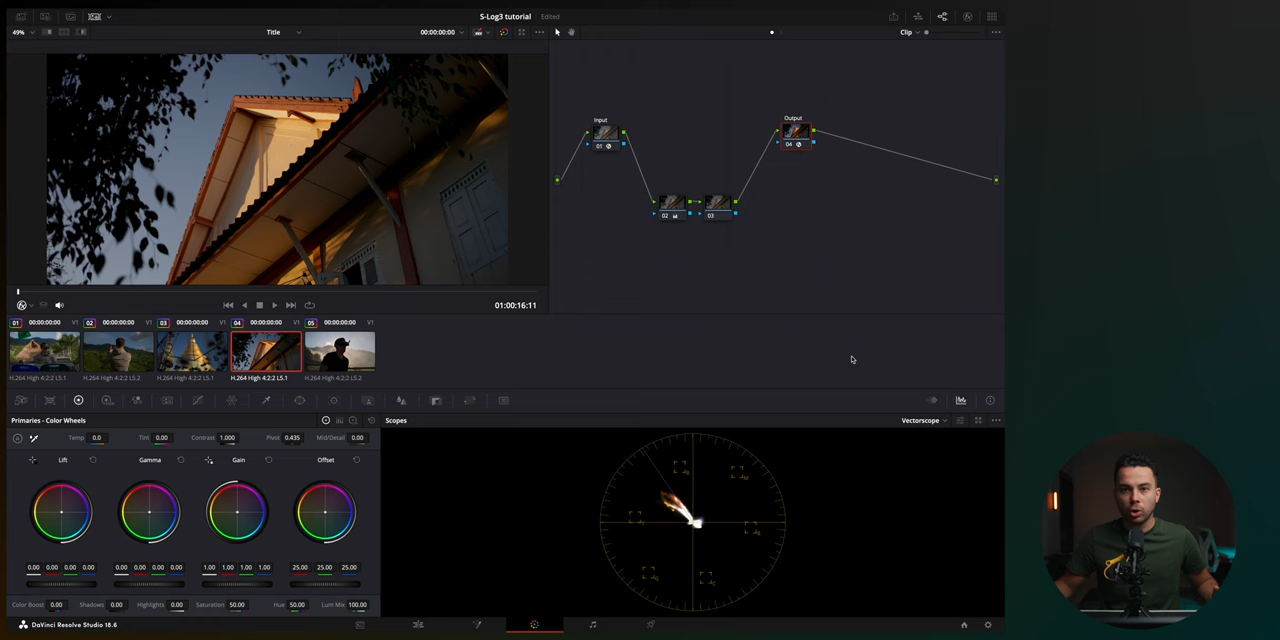 S-Log3 tutorial Edited
49% Title 00:00:00:00 Clip
Input
01
02
03
Output
04
01:00:16:11
01 00:00:00:00 V1 02 00:00:00:00 V1 03 00:00:00:00 V1 04 00:00:00:00 V1 05 00:00:00:00 V1
H.264 High 4:2:2 L5.1 H.264 High 4:2:2 L5.2 H.264 High 4:2:2 L5.1 H.264 High 4:2:2 L5.1 H.264 High 4:2:2 L5.2
Primaries - Color Wheels Scopes Vectorscope
Temp 0.0 Tint 0.00 Contrast 1.000 Pivot 0.435 Mid/Detail 0.00
Lift Gamma Gain Offset
0.00 0.00 0.00 0.00 0.00 0.00 0.00 0.00 1.00 1.00 1.00 1.00 25.00 25.00 25.00
Color Boost 0.00 Shadows 0.00 Highlights 0.00 Saturation 50.00 Hue 50.00 Lum Mix 100.00
DaVinci Resolve Studio 18.6